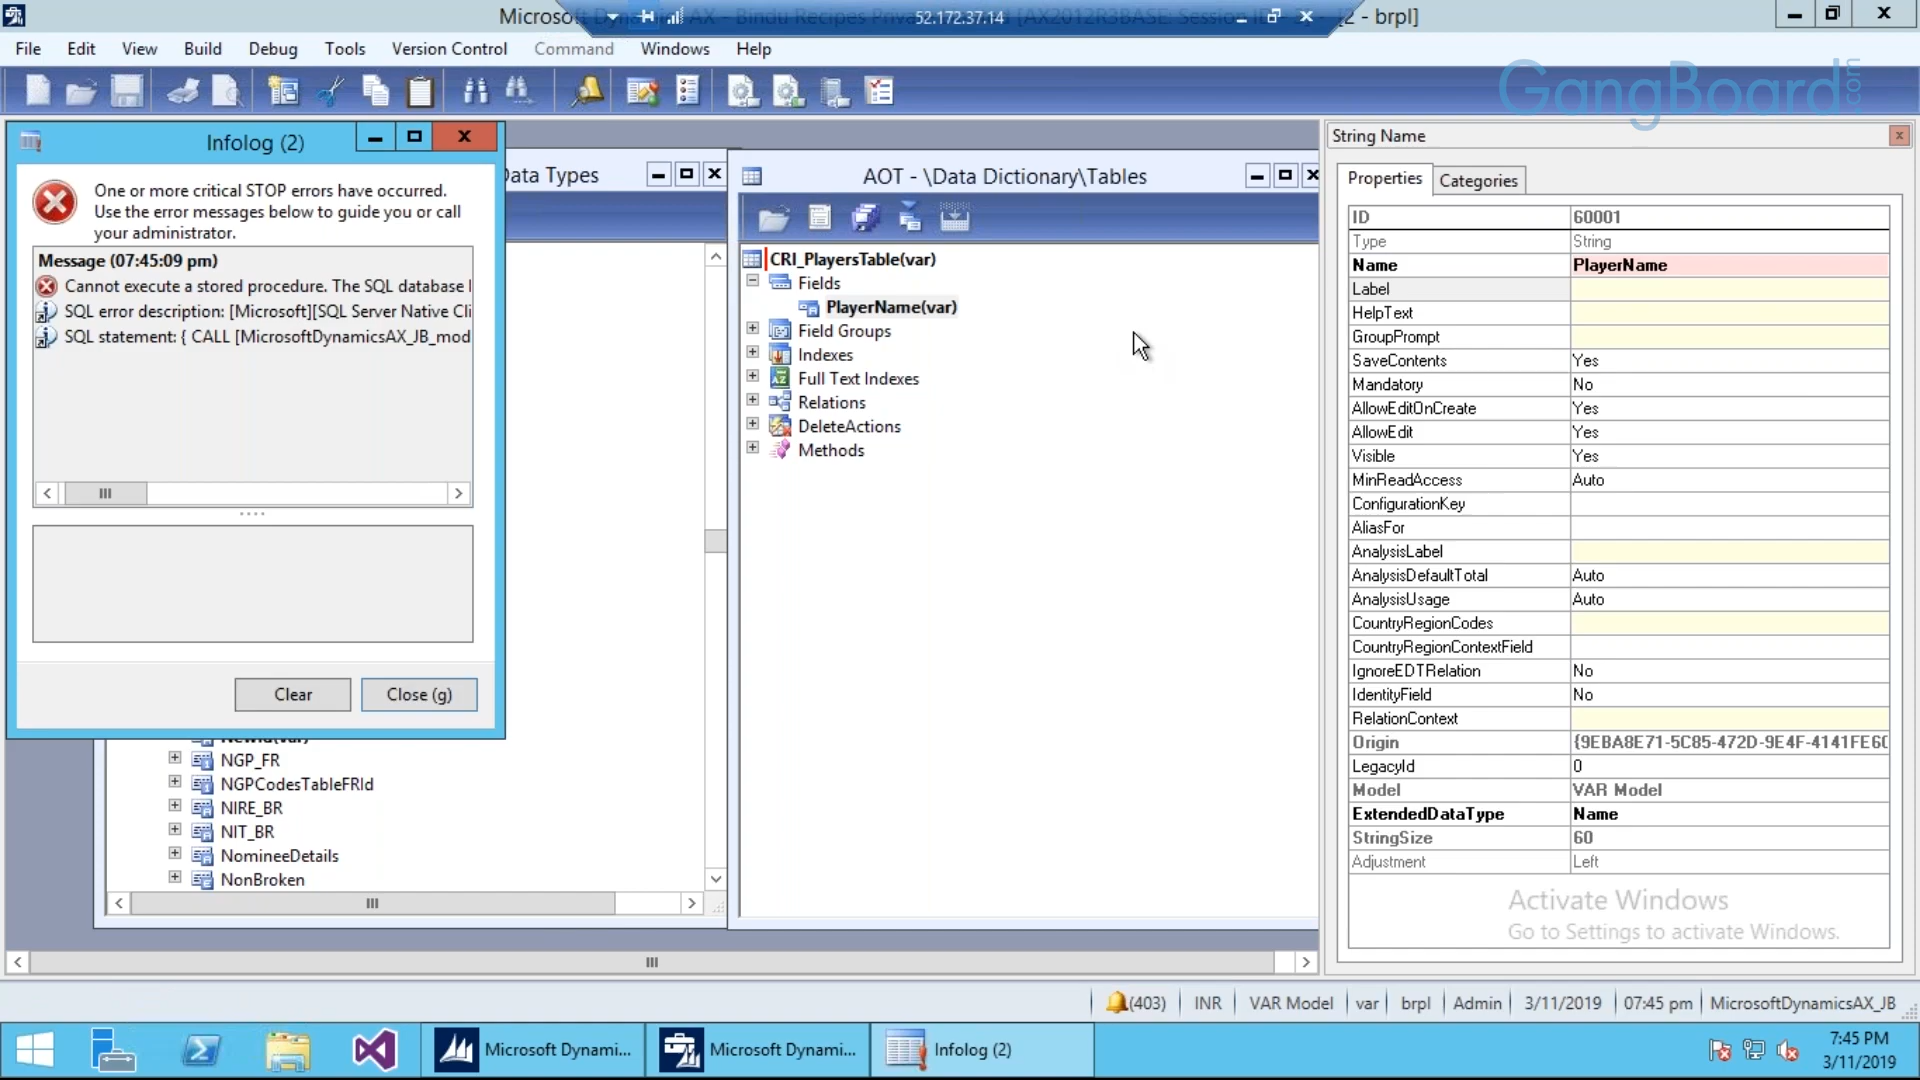 Microsoft Dynamics AX - Bindu Recipes Priva [AX2012R3BASE: Session ID - [2 - brpl]
52.172.37.14
File Edit View Build Debug Tools Version Control Command Windows Help
GangBoard.com
Infolog (2)
One or more critical STOP errors have occurred.
Use the error messages below to guide you or call
your administrator.
Message (07:45:09 pm)
Cannot execute a stored procedure. The SQL database
SQL error description: [Microsoft][SQL Server Native Cli
SQL statement: { CALL [MicrosoftDynamicsAX_JB_mod
Clear
Close (g)
Data Types
NewId(var)
NGP_FR
NGPCodesTableFRId
NIRE_BR
NIT_BR
NomineeDetails
NonBroken
AOT - \Data Dictionary\Tables
CRI_PlayersTable(var)
Fields
PlayerName(var)
Field Groups
Indexes
Full Text Indexes
Relations
DeleteActions
Methods
String Name
Properties Categories
ID 60001
Type String
Name PlayerName
Label
HelpText
GroupPrompt
SaveContents Yes
Mandatory No
AllowEditOnCreate Yes
AllowEdit Yes
Visible Yes
MinReadAccess Auto
ConfigurationKey
AliasFor
AnalysisLabel
AnalysisDefaultTotal Auto
AnalysisUsage Auto
CountryRegionCodes
CountryRegionContextField
IgnoreEDTRelation No
IdentityField No
RelationContext
Origin {9EBA8E71-5C85-472D-9E4F-4141FE60
LegacyId 0
Model VAR Model
ExtendedDataType Name
StringSize 60
Adjustment Left
Activate Windows
Go to Settings to activate Windows.
(403) INR VAR Model var brpl Admin 3/11/2019 07:45 pm MicrosoftDynamicsAX_JB
Microsoft Dynami... Microsoft Dynami... Infolog (2)
7:45 PM
3/11/2019